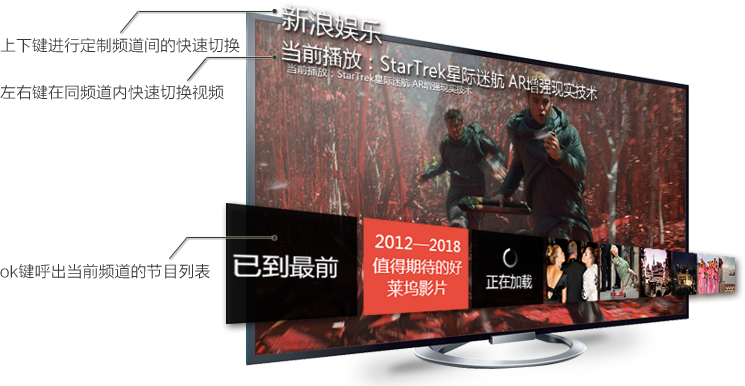 新浪娱乐
上下键进行定制频道间的快速切换
当前播放：StarTrek星际迷航 AR增强现实技术
当前播放：StarTrek星际迷航 AR增强现实技术
左右键在同频道内快速切换视频
ok键呼出当前频道的节目列表
已到最前
2012—2018
值得期待的好
莱坞影片
正在加载